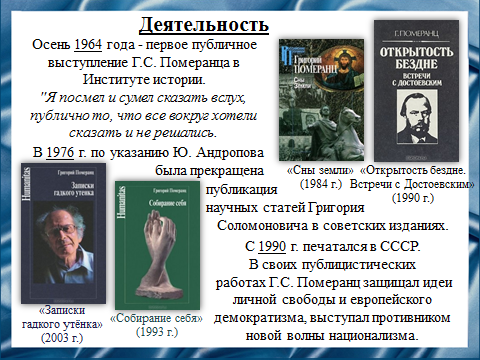 Деятельность
Осень 1964 года - первое публичное
выступление Г.С. Померанца в
Институте истории.
"Я посмел и сумел сказать вслух,
публично то, что все вокруг хотели
сказать и не решались.
В 1976 г. по указанию Ю. Андропова
была прекращена
публикация
научных статей Григория
Соломоновича в советских изданиях.
С 1990 г. печатался в СССР.
В своих публицистических
работах Г.С. Померанц защищал идеи
личной свободы и европейского
демократизма, выступал противником
новой волны национализма.
Григорий
ПОМЕРАНЦ
Сны
Земли
«Сны земли»
(1984 г.)
Г. ПОМЕРАНЦ
ОТКРЫТОСТЬ
БЕЗДНЕ
ВСТРЕЧИ
С ДОСТОЕВСКИМ
«Открытость бездне.
Встречи с Достоевским»
(1990 г.)
Humanitas
Григорий Померанц
Записки
гадкого утенка
«Записки
гадкого утёнка»
(2003 г.)
Humanitas
Григорий Померанц
Собирание себя
«Собирание себя»
(1993 г.)